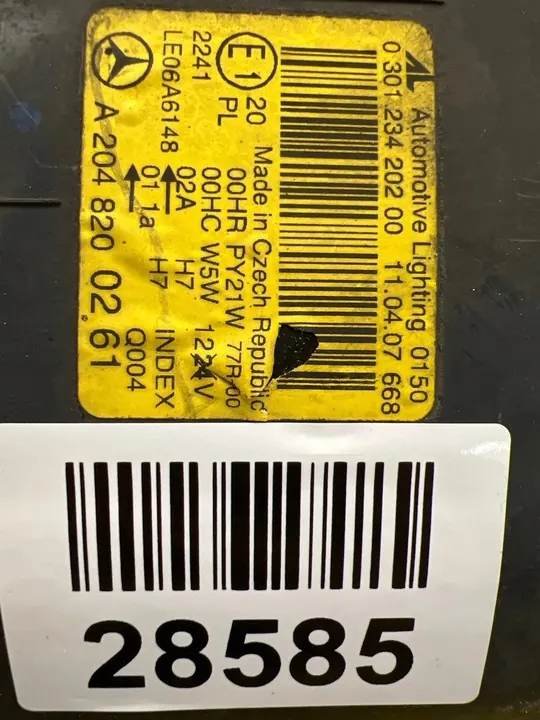 Automotive Lighting 0150
0 301 234 202 00 11.04.07 668
Made in Czech Republic
E1 20 00HR PY21W 77R-00
PL 00HC W5W 12V
2241 02A H7 INDEX
LE06A6148 01 1a H7 Q004
A 204 820 02 61
28585